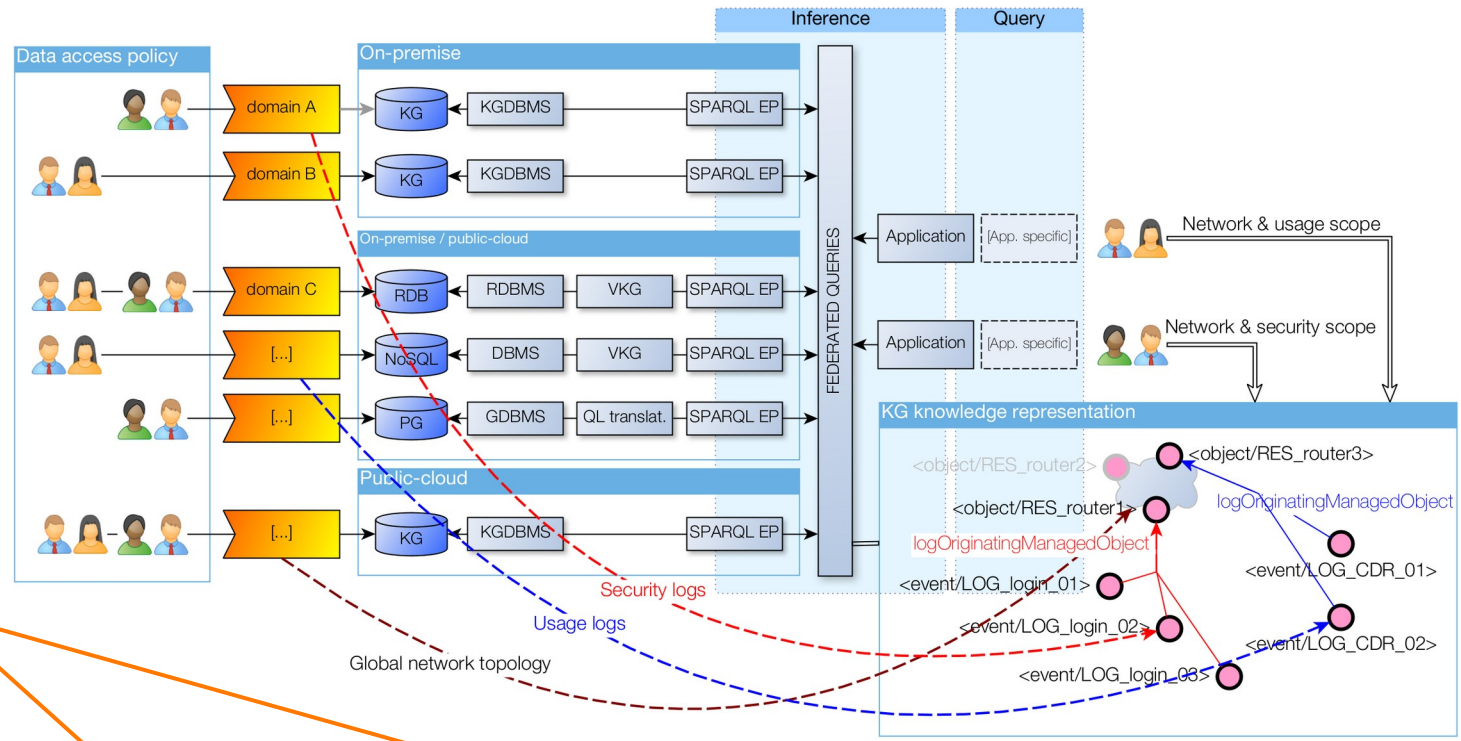 Inference
Query
Data access policy
On-premise
domain A
KG
KGDBMS
SPARQL EP
domain B
KG
KGDBMS
SPARQL EP
On-premise / public-cloud
domain C
RDB
RDBMS
VKG
SPARQL EP
[...]
NoSQL
DBMS
VKG
SPARQL EP
[...]
PG
GDBMS
QL translat.
SPARQL EP
Public-cloud
[...]
KG
KGDBMS
SPARQL EP
FEDERATED QUERIES
Application
[App. specific]
Network & usage scope
Application
[App. specific]
Network & security scope
KG knowledge representation
<object/RES_router2>
<object/RES_router3>
<object/RES_router1>
logOriginatingManagedObject
logOriginatingManagedObject
<event/LOG_login_01>
<event/LOG_CDR_01>
<event/LOG_login_02>
<event/LOG_CDR_02>
<event/LOG_login_03>
Security logs
Usage logs
Global network topology